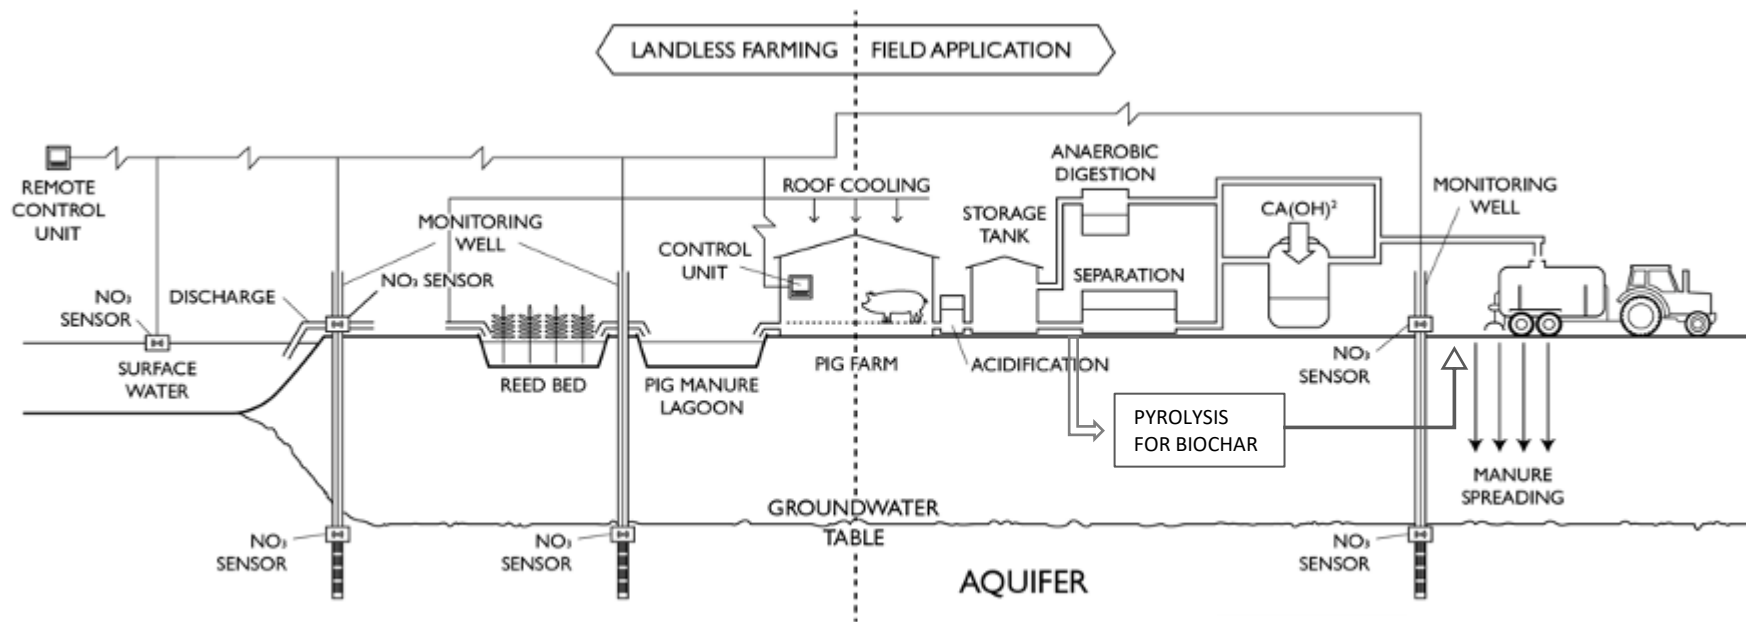 LANDLESS FARMING FIELD APPLICATION
REMOTE
CONTROL
UNIT
NO₃
SENSOR
SURFACE
WATER
DISCHARGE
MONITORING
WELL
NO₃ SENSOR
REED BED
PIG MANURE
LAGOON
CONTROL
UNIT
ROOF COOLING
PIG FARM
STORAGE
TANK
ACIDIFICATION
ANAEROBIC
DIGESTION
SEPARATION
CA(OH)²
MONITORING
WELL
NO₃
SENSOR
PYROLYSIS
FOR BIOCHAR
MANURE
SPREADING
GROUNDWATER
TABLE
NO₃
SENSOR
NO₃
SENSOR
NO₃
SENSOR
AQUIFER